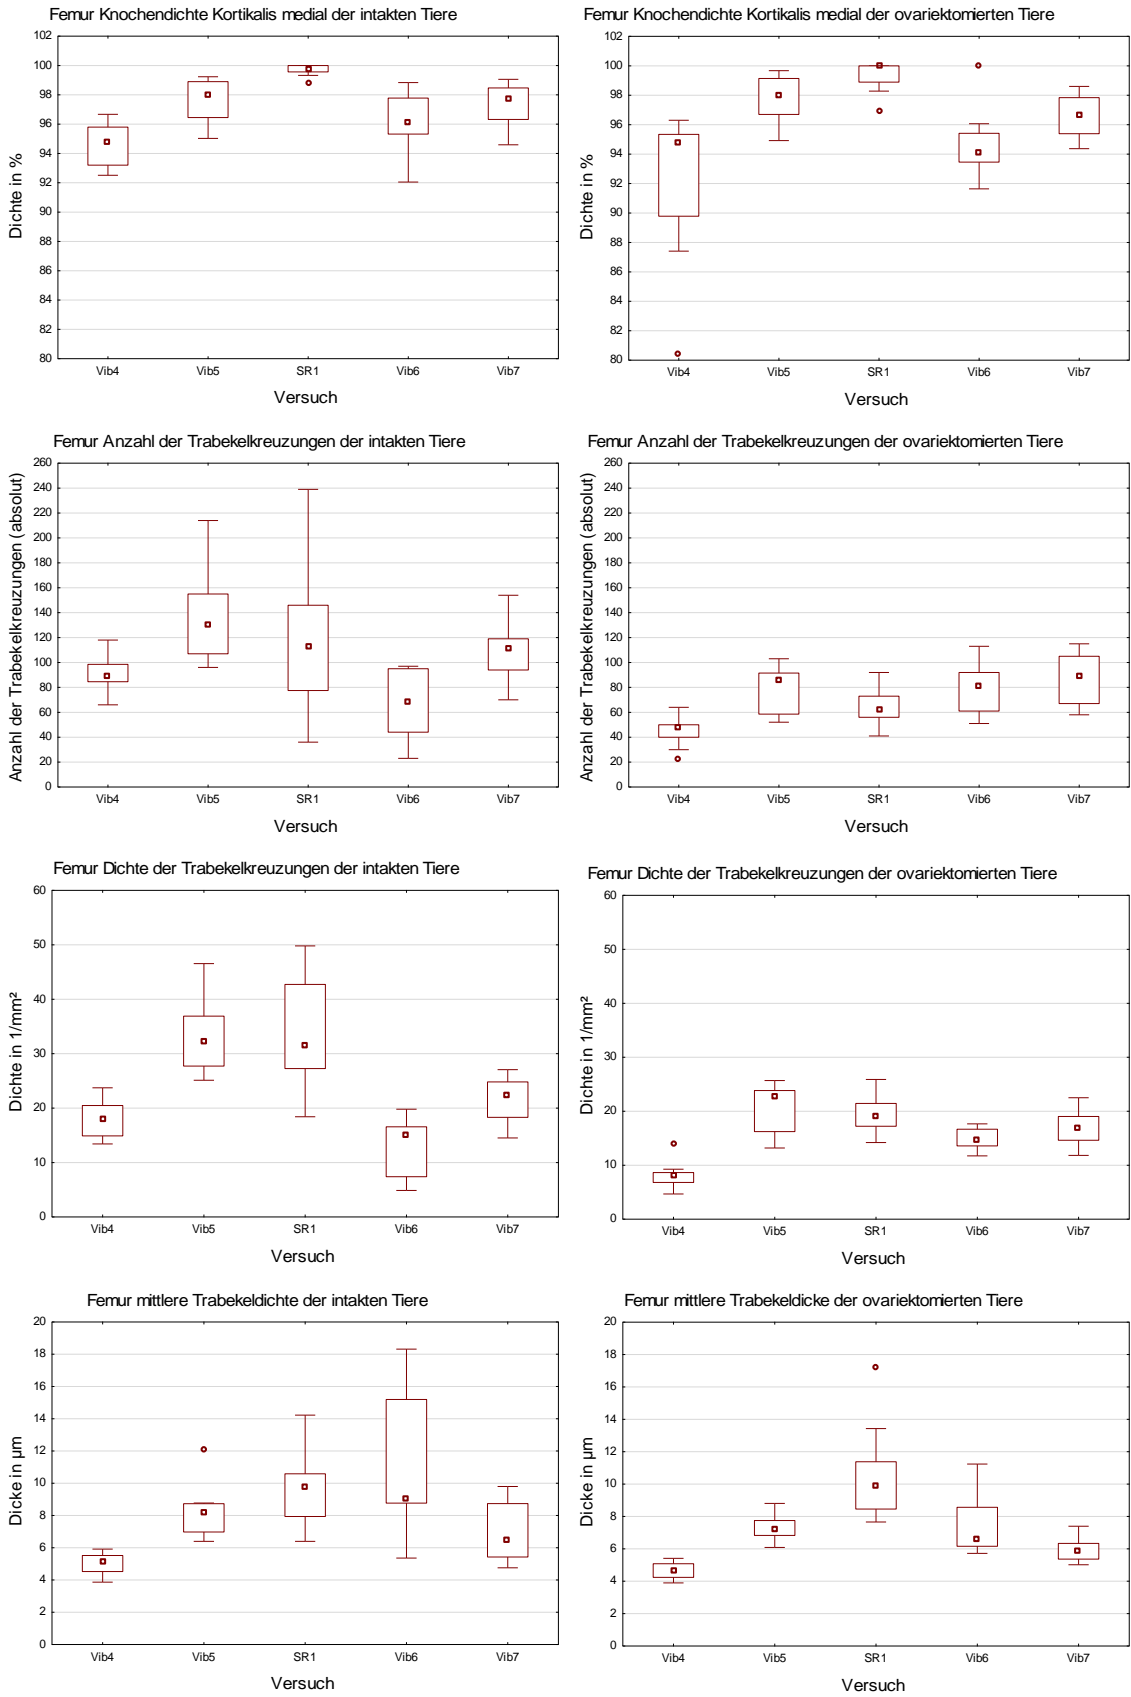 Femur Knochendichte Kortikalis medial der intakten Tiere
102
100
98
96
94
92
90
88
86
84
82
80
Dichte in %
Vib4 Vib5 SR1 Vib6 Vib7
Versuch
Femur Knochendichte Kortikalis medial der ovariektomierten Tiere
102
100
98
96
94
92
90
88
86
84
82
80
Dichte in %
Vib4 Vib5 SR1 Vib6 Vib7
Versuch
Femur Anzahl der Trabekelkreuzungen der intakten Tiere
260
240
220
200
180
160
140
120
100
80
60
40
20
0
Anzahl der Trabekelkreuzungen (absolut)
Vib4 Vib5 SR1 Vib6 Vib7
Versuch
Femur Anzahl der Trabekelkreuzungen der ovariektomierten Tiere
260
240
220
200
180
160
140
120
100
80
60
40
20
0
Anzahl der Trabekelkreuzungen (absolut)
Vib4 Vib5 SR1 Vib6 Vib7
Versuch
Femur Dichte der Trabekelkreuzungen der intakten Tiere
60
50
40
30
20
10
0
Dichte in 1/mm²
Vib4 Vib5 SR1 Vib6 Vib7
Versuch
Femur Dichte der Trabekelkreuzungen der ovariektomierten Tiere
60
50
40
30
20
10
0
Dichte in 1/mm²
Vib4 Vib5 SR1 Vib6 Vib7
Versuch
Femur mittlere Trabekeldichte der intakten Tiere
20
18
16
14
12
10
8
6
4
2
0
Dicke in µm
Vib4 Vib5 SR1 Vib6 Vib7
Versuch
Femur mittlere Trabekeldicke der ovariektomierten Tiere
20
18
16
14
12
10
8
6
4
2
0
Dicke in µm
Vib4 Vib5 SR1 Vib6 Vib7
Versuch